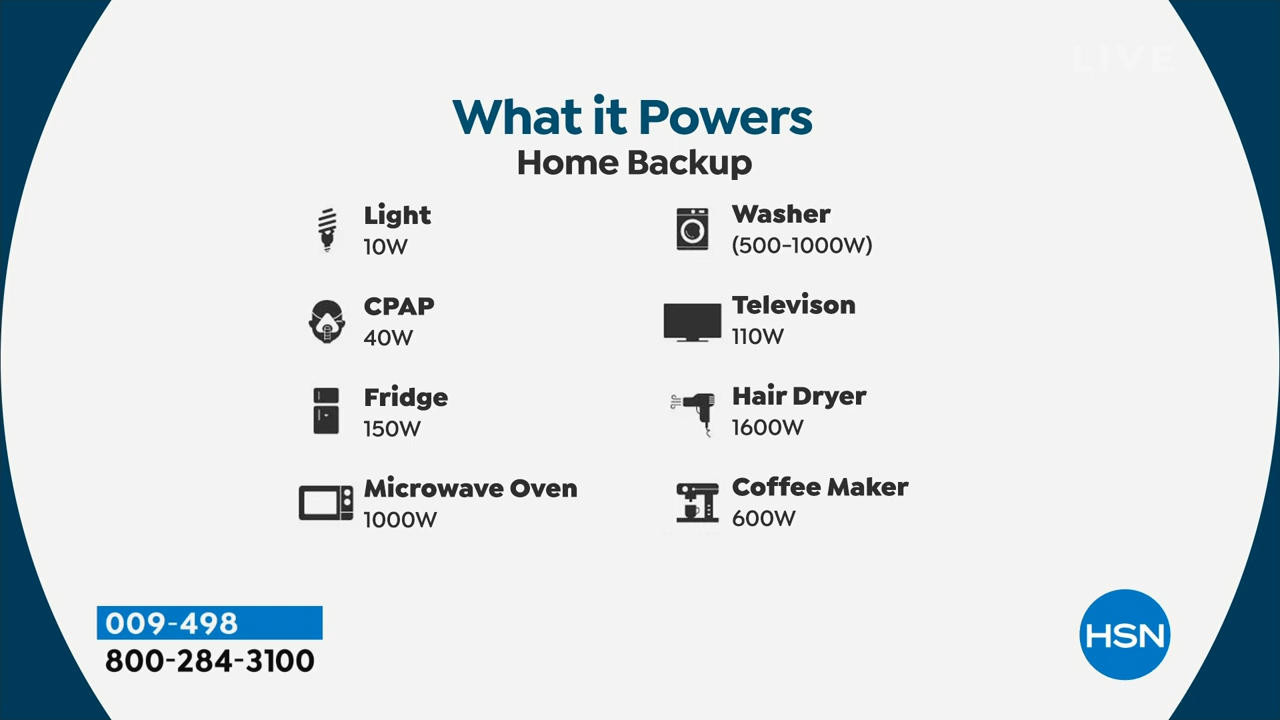 LIVE
What it Powers
Home Backup
Light
10W
CPAP
40W
Fridge
150W
Microwave Oven
1000W
Washer
(500-1000W)
Televison
110W
Hair Dryer
1600W
Coffee Maker
600W
009-498
800-284-3100
HSN